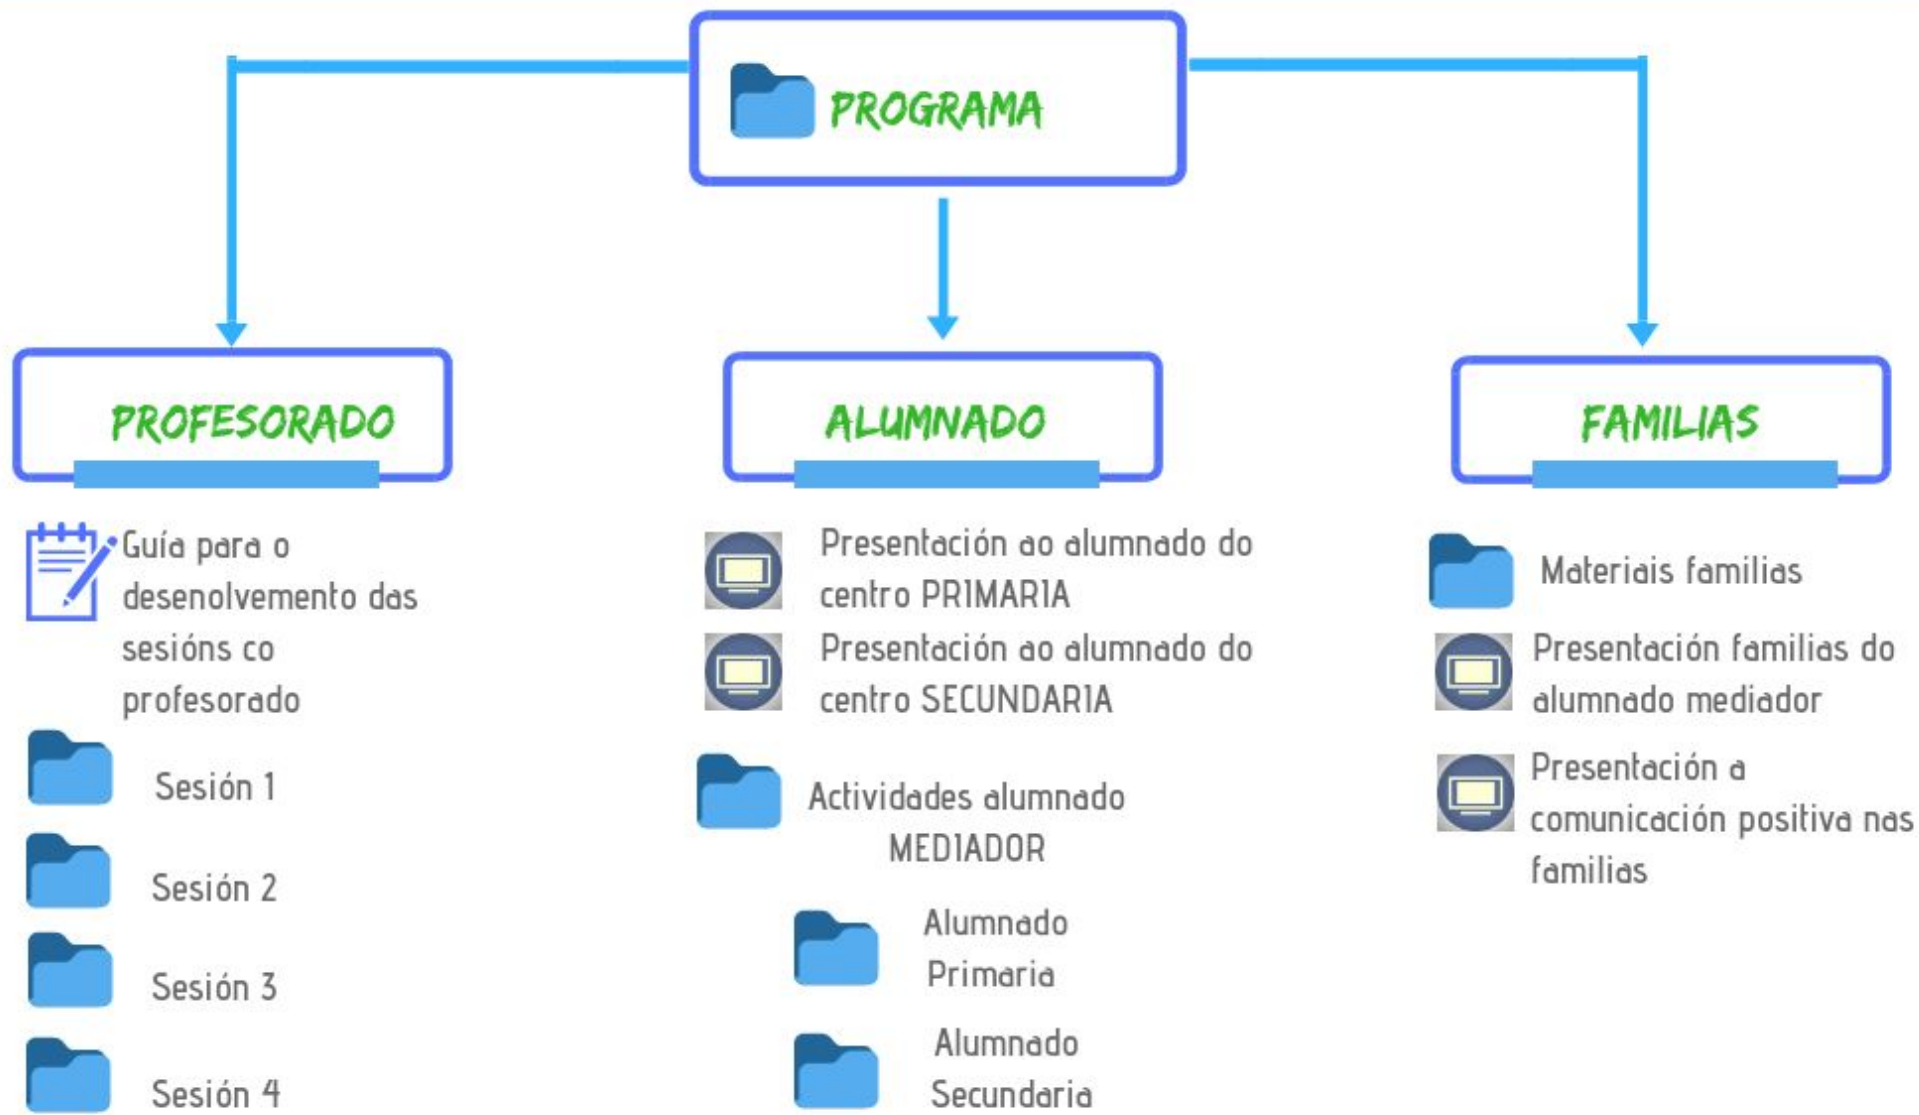 PROGRAMA
PROFESORADO
Guía para o
desenolvemento das
sesións co
profesorado
Sesión 1
Sesión 2
Sesión 3
Sesión 4
ALUMNADO
Presentación ao alumnado do
centro PRIMARIA
Presentación ao alumnado do
centro SECUNDARIA
Actividades alumnado
MEDIADOR
Alumnado
Primaria
Alumnado
Secundaria
FAMILIAS
Materiais familias
Presentación familias do
alumnado mediador
Presentación a
comunicación positiva nas
familias